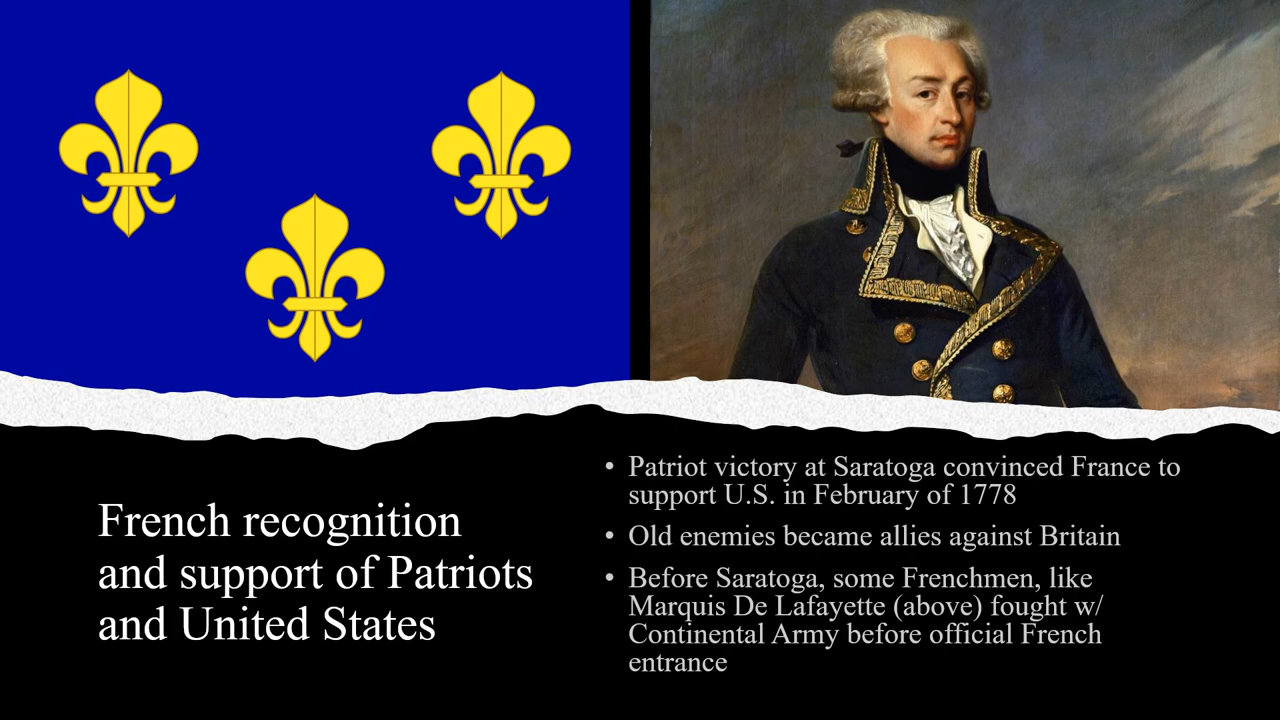 French recognition
and support of Patriots
and United States
• Patriot victory at Saratoga convinced France to
support U.S. in February of 1778
• Old enemies became allies against Britain
• Before Saratoga, some Frenchmen, like
Marquis De Lafayette (above) fought w/
Continental Army before official French
entrance